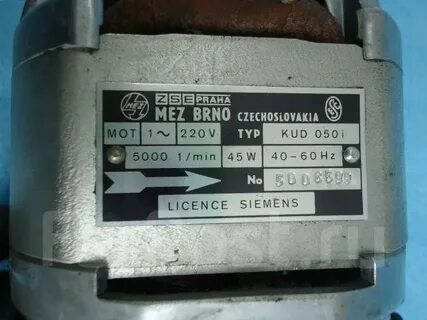 MEZ
ZSE PRAHA
MEZ BRNO CZECHOSLOVAKIA
MOT 1~ 220V TYP KUD 050i
5000 1/min 45W 40-60Hz
No
LICENCE SIEMENS